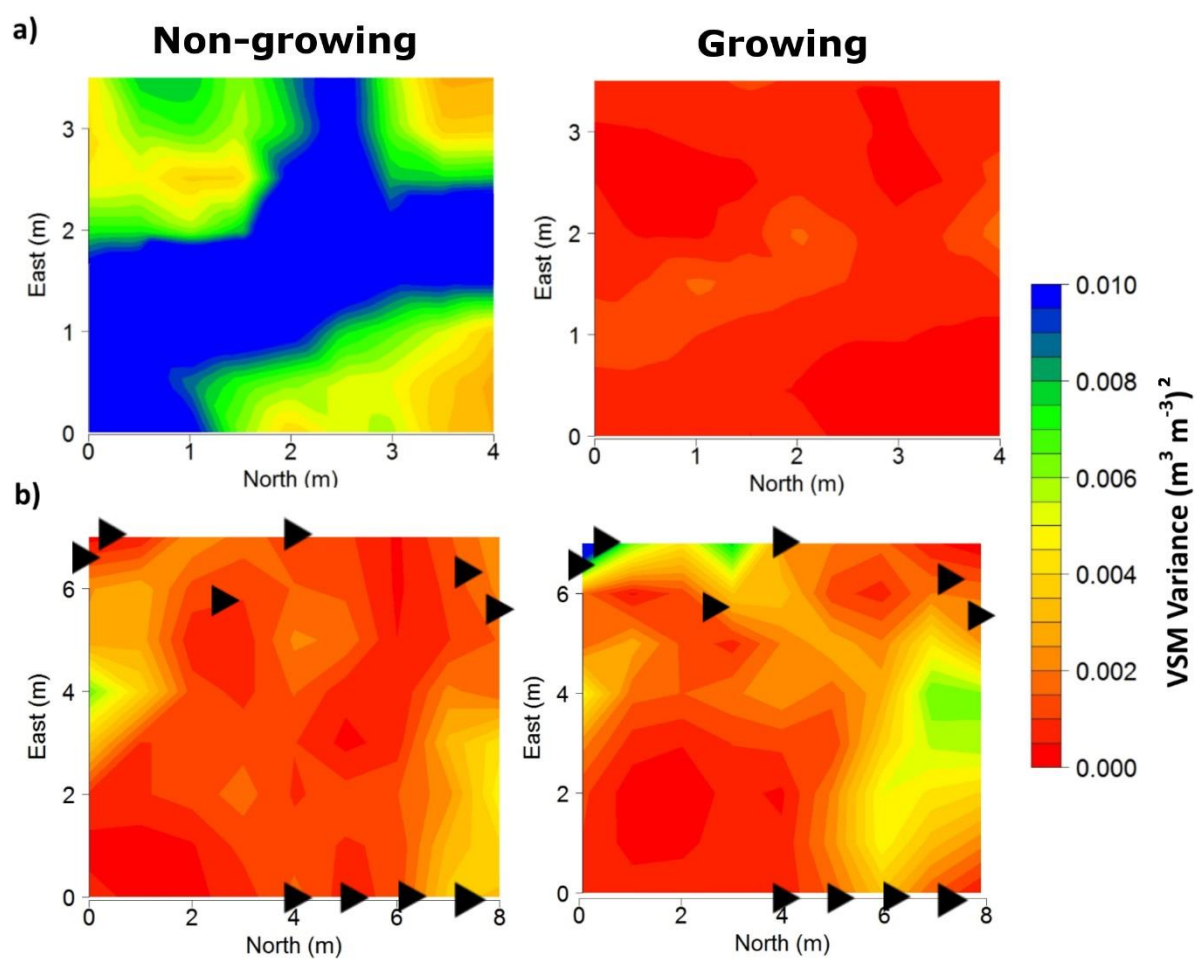 a)
Non-growing
Growing
3
2
1
0
East (m)
0 1 2 3 4
North (m)
3
2
1
0
East (m)
0 1 2 3 4
North (m)
b)
6
4
2
0
East (m)
0 2 4 6 8
North (m)
6
4
2
0
East (m)
0 2 4 6 8
North (m)
0.010
0.008
0.006
0.004
0.002
0.000
VSM Variance (m³ m⁻³)²